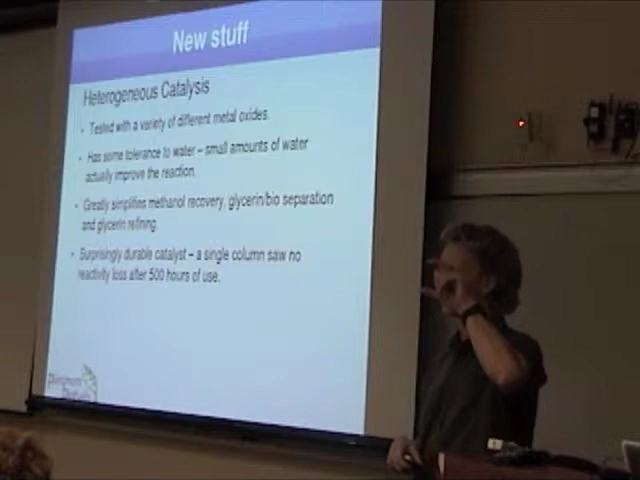 New stuff
Heterogeneous Catalysis
• Tested with a variety of different metal oxides.
• Has some tolerance to water – small amounts of water
actually improve the reaction.
• Greatly simplifies methanol recovery, glycerin/bio separation
and glycerin refining.
• Surprisingly durable catalyst – a single column saw no
reactivity loss after 500 hours of use.